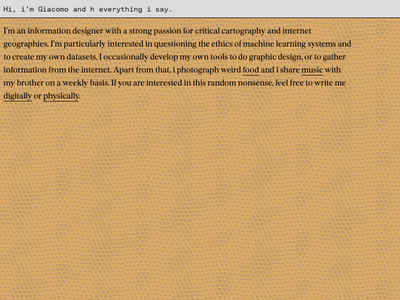 Hi, i'm Giacomo and h everything i say.
I'm an information designer with a strong passion for critical cartography and internet
geographies. I'm particularly interested in questioning the ethics of machine learning systems and
to create my own datasets. I occasionally develop my own tools to do graphic design, or to gather
information from the internet. Apart from that, i photograph weird food and i share music with
my brother on a weekly basis. If you are interested in this random nonsense, feel free to write me
digitally or physically.